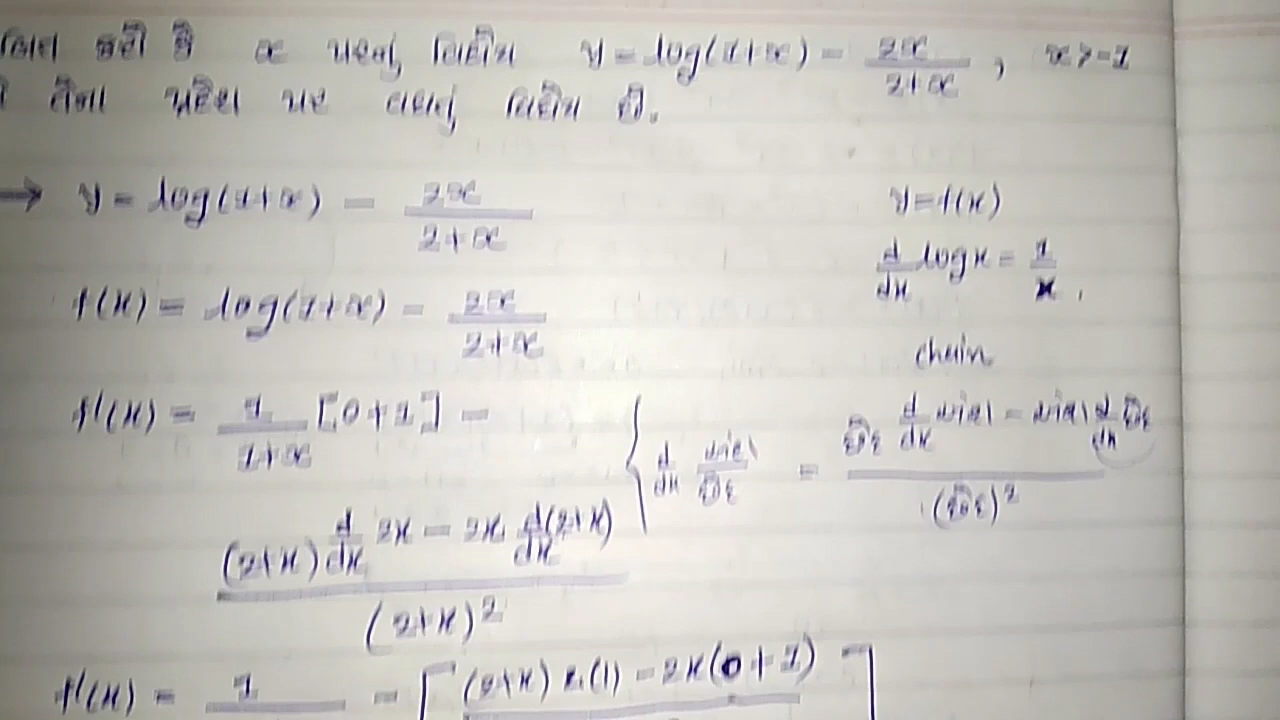 સાબિત કરો કે x પરનું વિધેય y = log(1+x) - 2x/2+x , x > -1
તેના પ્રદેશ પર વધતું વિધેય છે.
→ y = log(1+x) - 2x/2+x
y = f(x)
f(x) = log(1+x) - 2x/2+x
d/dx logx = 1/x .
chain
f'(x) = 1/1+x [0+1] -
{ d/dx અંશ/છેદ = છેદ d/dx અંશ - અંશ d/dx છેદ / (છેદ)²
(2+x) d/dx 2x - 2x d/dx (2+x) / (2+x)²
f'(x) = 1 - [ (2+x) 2.(1) - 2x(0+1) ]